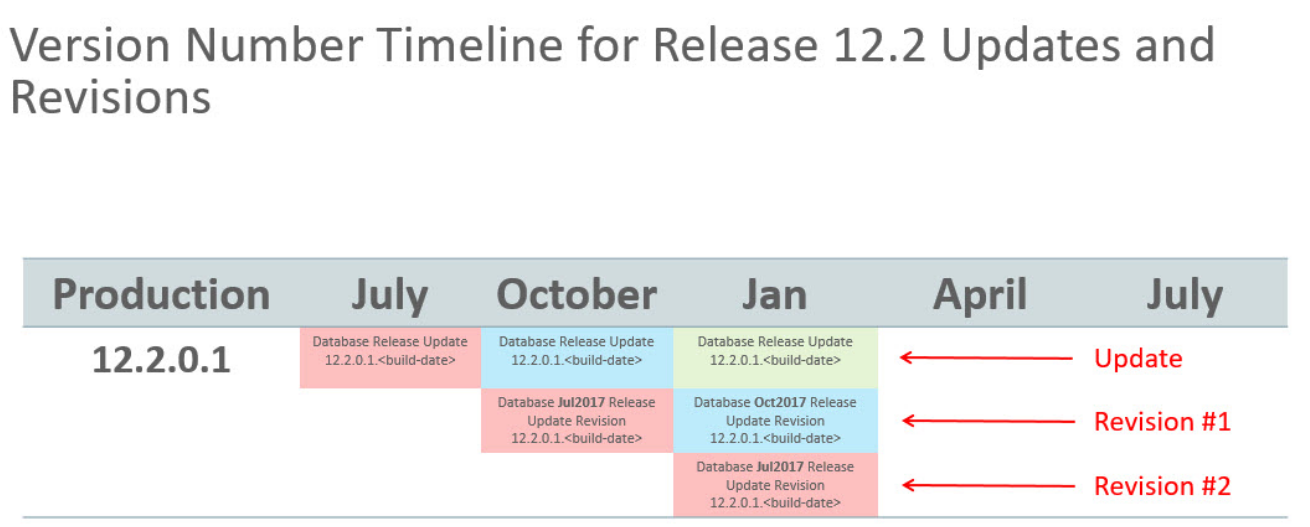 Version Number Timeline for Release 12.2 Updates and
Revisions
Production July October Jan April July
12.2.0.1
Database Release Update
12.2.0.1.<build-date>
Database Release Update
12.2.0.1.<build-date>
Database Release Update
12.2.0.1.<build-date>
Update
Database Jul2017 Release
Update Revision
12.2.0.1.<build-date>
Database Oct2017 Release
Update Revision
12.2.0.1.<build-date>
Revision #1
Database Jul2017 Release
Update Revision
12.2.0.1.<build-date>
Revision #2